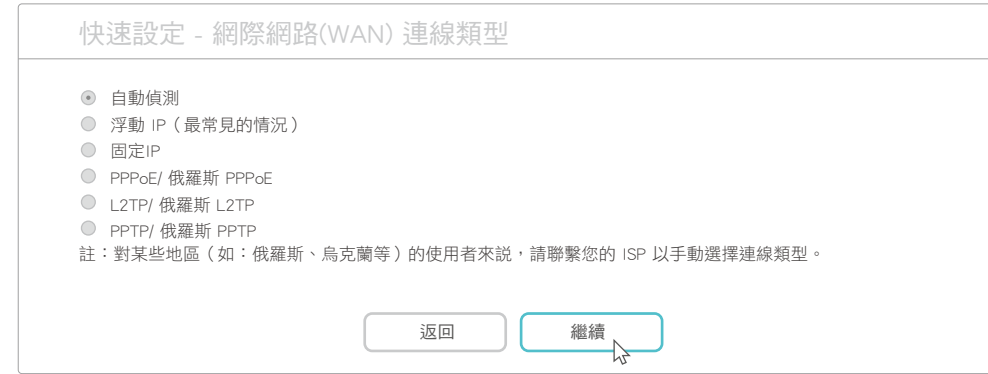 快速設定 - 網際網路(WAN) 連線類型
自動偵測
浮動 IP（最常見的情況）
固定IP
PPPoE/ 俄羅斯 PPPoE
L2TP/ 俄羅斯 L2TP
PPTP/ 俄羅斯 PPTP
註：對某些地區（如：俄羅斯、烏克蘭等）的使用者來說，請聯繫您的 ISP 以手動選擇連線類型。
返回
繼續